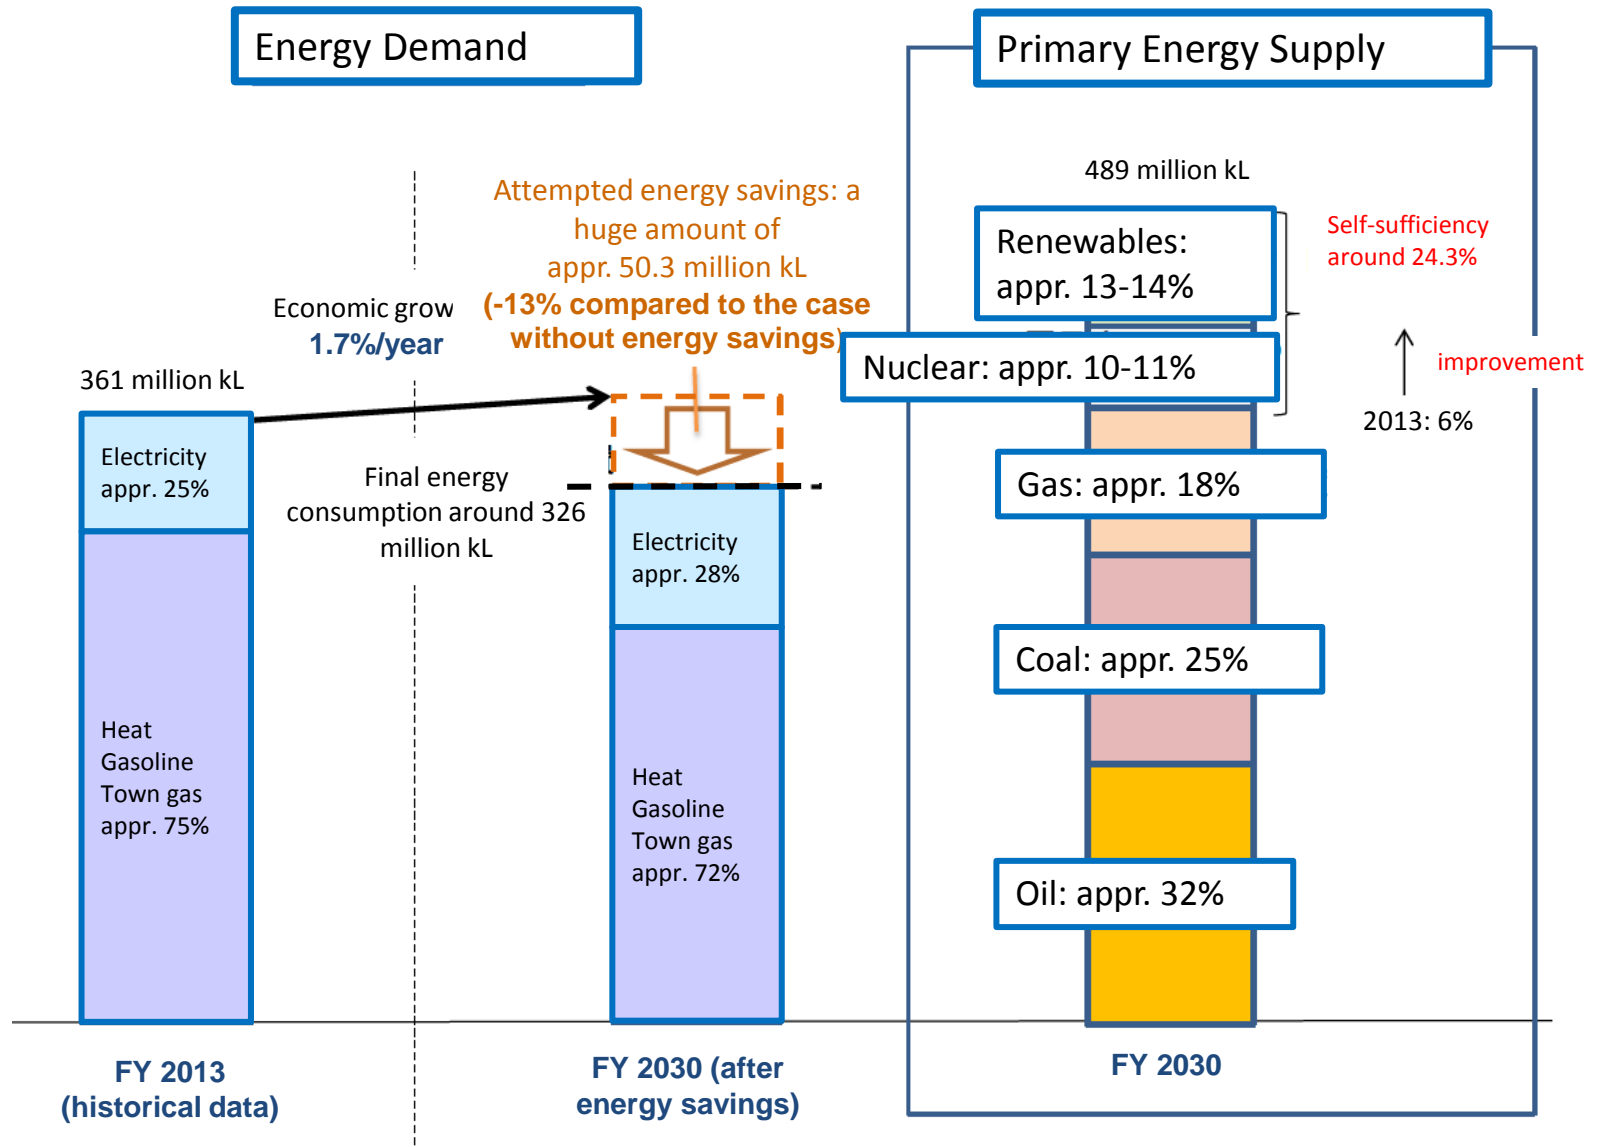 Energy Demand
Primary Energy Supply
361 million kL
Electricity
appr. 25%
Heat
Gasoline
Town gas
appr. 75%
FY 2013
(historical data)
Economic grow
1.7%/year
Final energy
consumption around 326
million kL
Attempted energy savings: a
huge amount of
appr. 50.3 million kL
(-13% compared to the case
without energy savings)
Electricity
appr. 28%
Heat
Gasoline
Town gas
appr. 72%
FY 2030 (after
energy savings)
489 million kL
Renewables:
appr. 13-14%
Nuclear: appr. 10-11%
Gas: appr. 18%
Coal: appr. 25%
Oil: appr. 32%
FY 2030
Self-sufficiency
around 24.3%
improvement
2013: 6%